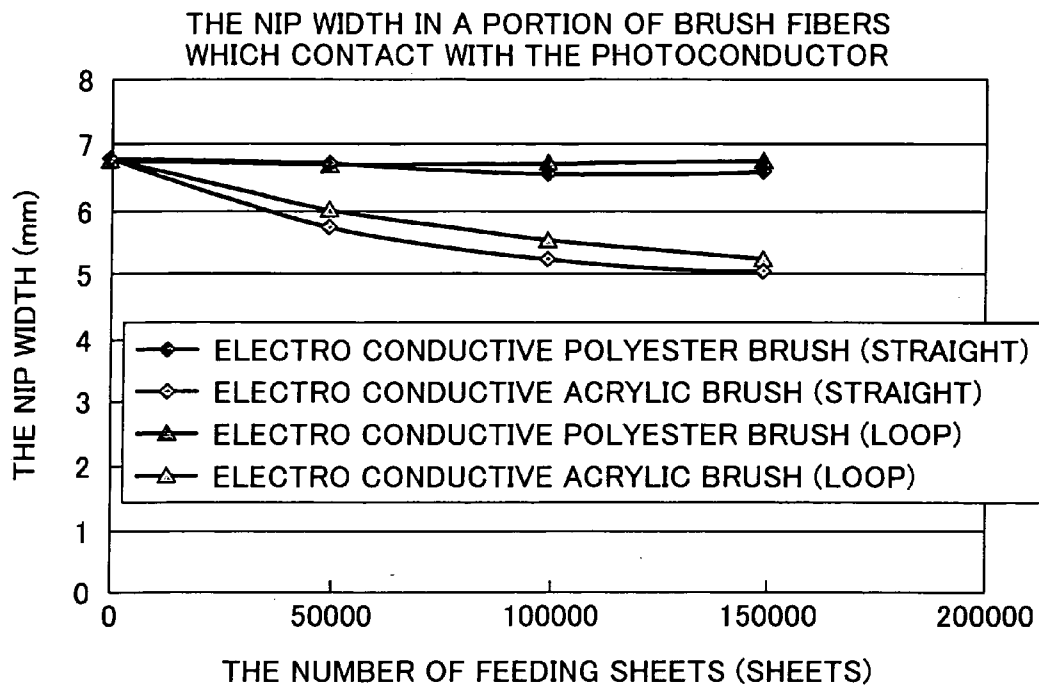 THE NIP WIDTH IN A PORTION OF BRUSH FIBERS
WHICH CONTACT WITH THE PHOTOCONDUCTOR
8
7
6
5
4
3
2
1
0
THE NIP WIDTH (mm)
ELECTRO CONDUCTIVE POLYESTER BRUSH (STRAIGHT)
ELECTRO CONDUCTIVE ACRYLIC BRUSH (STRAIGHT)
ELECTRO CONDUCTIVE POLYESTER BRUSH (LOOP)
ELECTRO CONDUCTIVE ACRYLIC BRUSH (LOOP)
0 50000 100000 150000 200000
THE NUMBER OF FEEDING SHEETS (SHEETS)